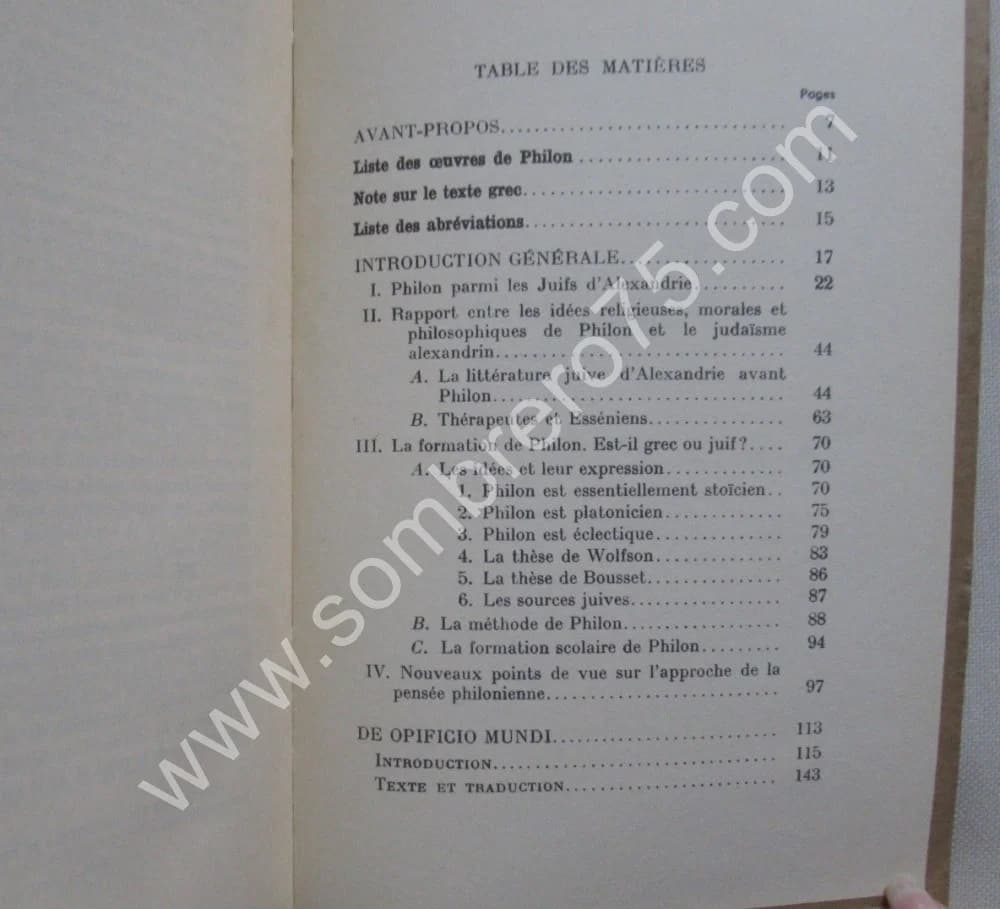 TABLE DES MATIÈRES
Pages
AVANT-PROPOS.............................. 7
Liste des œuvres de Philon ...................... 11
Note sur le texte grec........................... 13
Liste des abréviations........................... 15
INTRODUCTION GÉNÉRALE................. 17
I. Philon parmi les Juifs d'Alexandrie.......... 22
II. Rapport entre les idées religieuses, morales et
philosophiques de Philon et le judaïsme
alexandrin............................... 44
A. La littérature juive d'Alexandrie avant
Philon.............................. 44
B. Thérapeutes et Esséniens............. 63
III. La formation de Philon. Est-il grec ou juif?.... 70
A. Les idées et leur expression........... 70
1. Philon est essentiellement stoïcien.. 70
2. Philon est platonicien............. 75
3. Philon est éclectique.............. 79
4. La thèse de Wolfson.............. 83
5. La thèse de Bousset............... 86
6. Les sources juives................ 87
B. La méthode de Philon................ 88
C. La formation scolaire de Philon........ 94
IV. Nouveaux points de vue sur l'approche de la
pensée philonienne........................ 97
DE OPIFICIO MUNDI........................ 113
INTRODUCTION.............................. 115
TEXTE ET TRADUCTION....................... 143
www.sombrero75.com